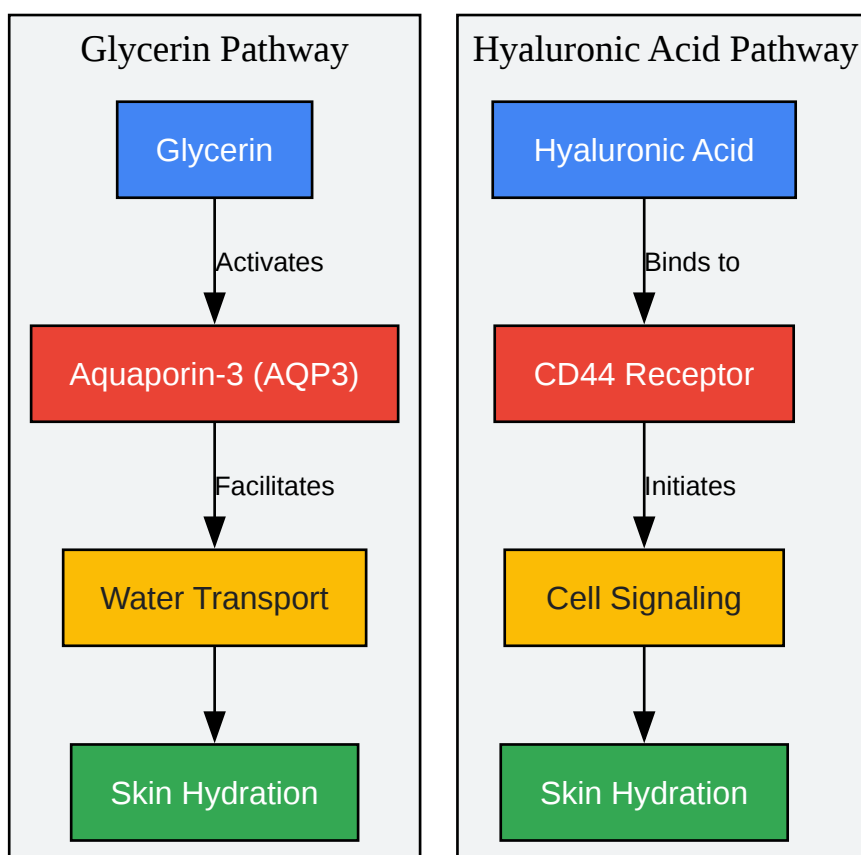 Glycerin Pathway
Glycerin
Activates
Aquaporin-3 (AQP3)
Facilitates
Water Transport
Skin Hydration
Hyaluronic Acid Pathway
Hyaluronic Acid
Binds to
CD44 Receptor
Initiates
Cell Signaling
Skin Hydration